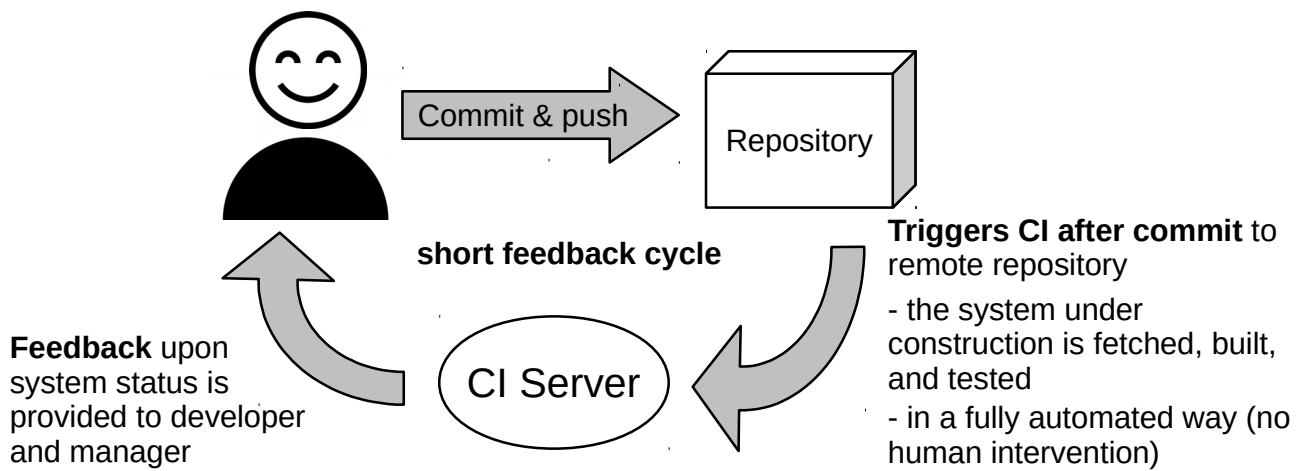 Commit & push
Repository
short feedback cycle
Triggers CI after commit to
remote repository
- the system under
construction is fetched, built,
and tested
- in a fully automated way (no
human intervention)
CI Server
Feedback upon
system status is
provided to developer
and manager